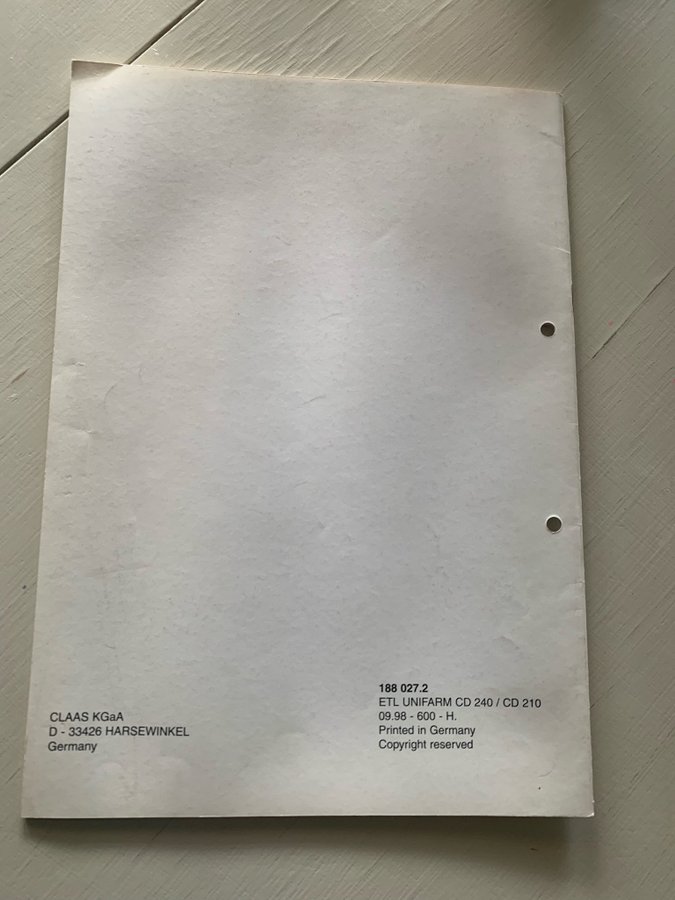 CLAAS KGaA
D - 33426 HARSEWINKEL
Germany
188 027.2
ETL UNIFARM CD 240 / CD 210
09.98 - 600 - H.
Printed in Germany
Copyright reserved